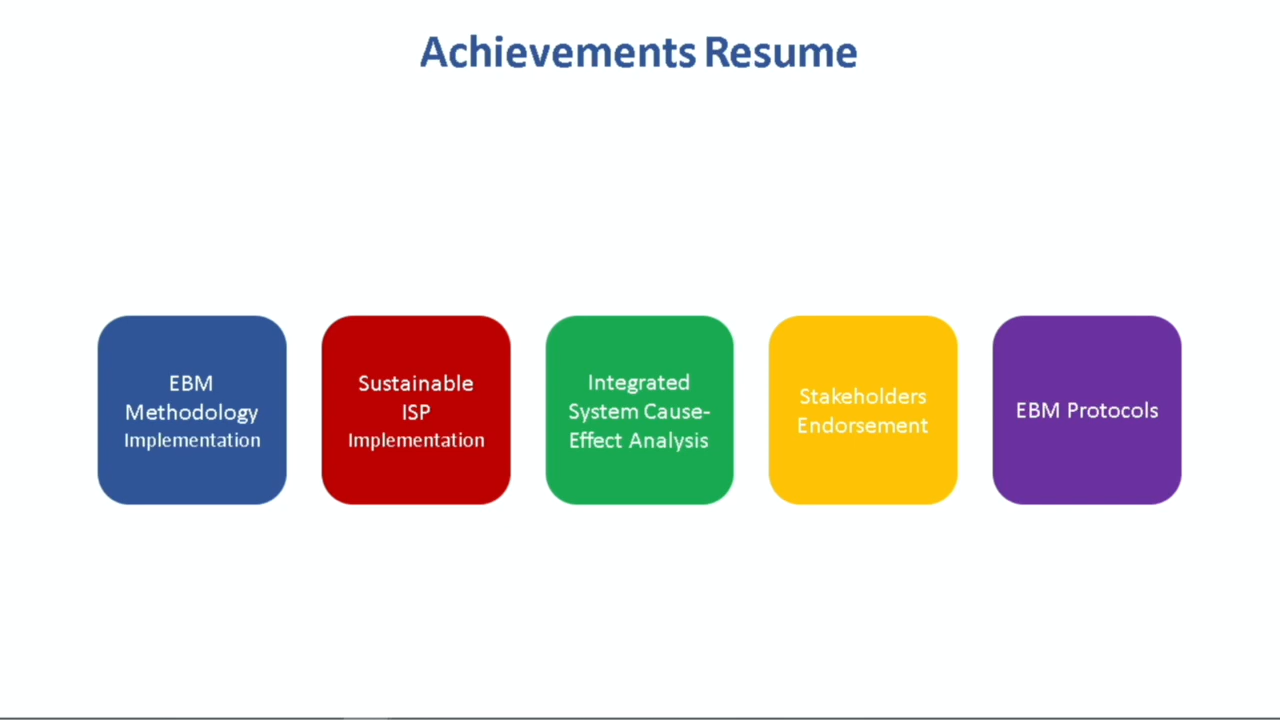 Achievements Resume
EBM
Methodology
Implementation
Sustainable
ISP
Implementation
Integrated
System Cause-
Effect Analysis
Stakeholders
Endorsement
EBM Protocols